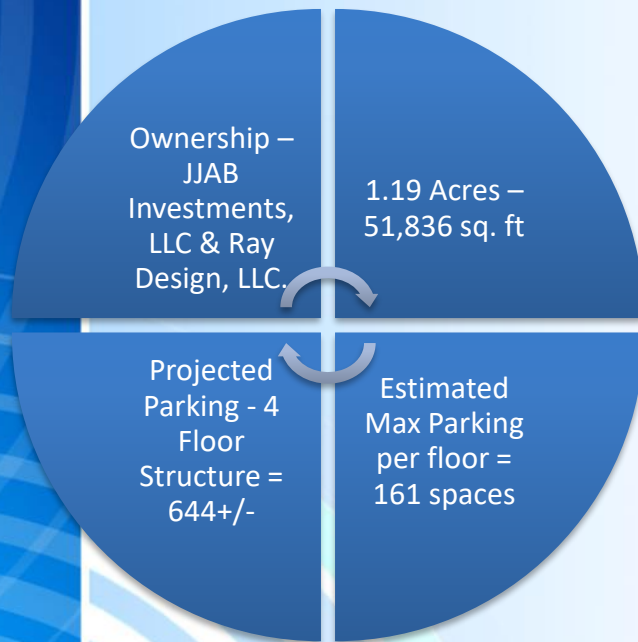 Ownership –
JJAB
Investments,
LLC & Ray
Design, LLC.
1.19 Acres –
51,836 sq. ft
Projected
Parking - 4
Floor
Structure =
644+/-
Estimated
Max Parking
per floor =
161 spaces